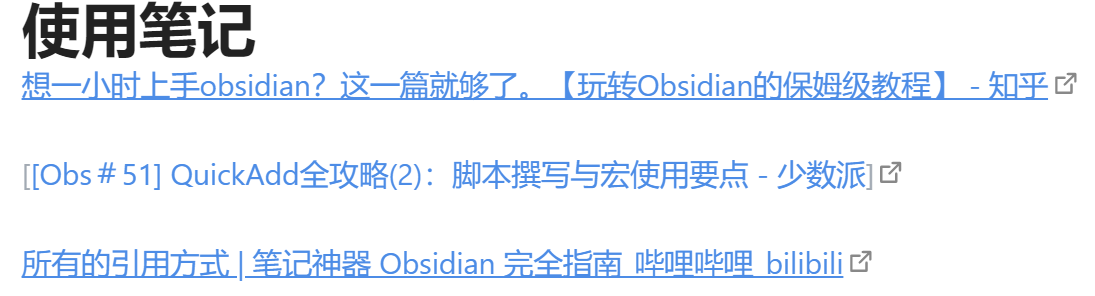 使用笔记
想一小时上手obsidian？这一篇就够了。【玩转Obsidian的保姆级教程】 - 知乎
[[Obs＃51] QuickAdd全攻略(2)：脚本撰写与宏使用要点 - 少数派]
所有的引用方式 | 笔记神器 Obsidian 完全指南_哔哩哔哩_bilibili